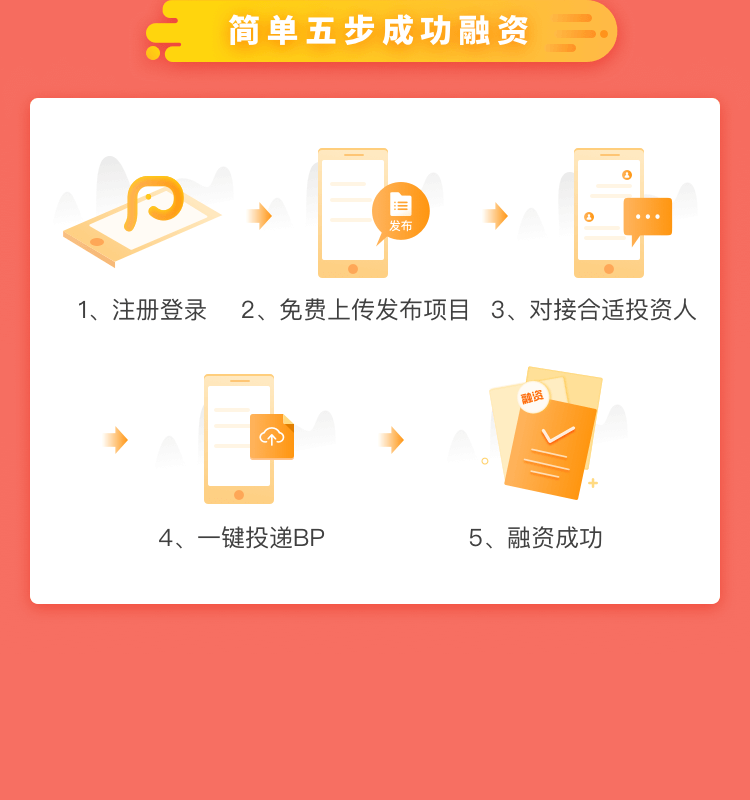 简单五步成功融资
发布
1、注册登录
2、免费上传发布项目
3、对接合适投资人
融资
4、一键投递BP
5、融资成功